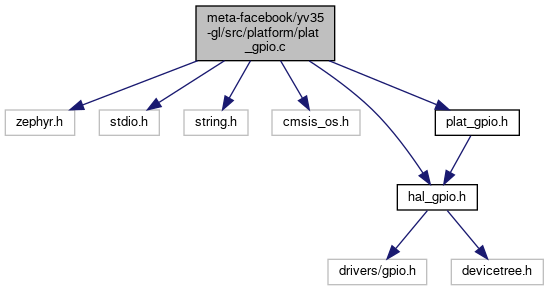 meta-facebook/yv35
-gl/src/platform/plat
_gpio.c
zephyr.h
stdio.h
string.h
cmsis_os.h
plat_gpio.h
hal_gpio.h
drivers/gpio.h
devicetree.h